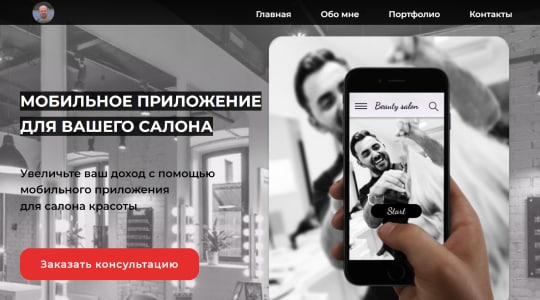 Главная Обо мне Портфолио Контакты
МОБИЛЬНОЕ ПРИЛОЖЕНИЕ
ДЛЯ ВАШЕГО САЛОНА
Beauty salon
Увеличьте ваш доход с помощью
мобильного приложения
для салона красоты
Start
Заказать консультацию